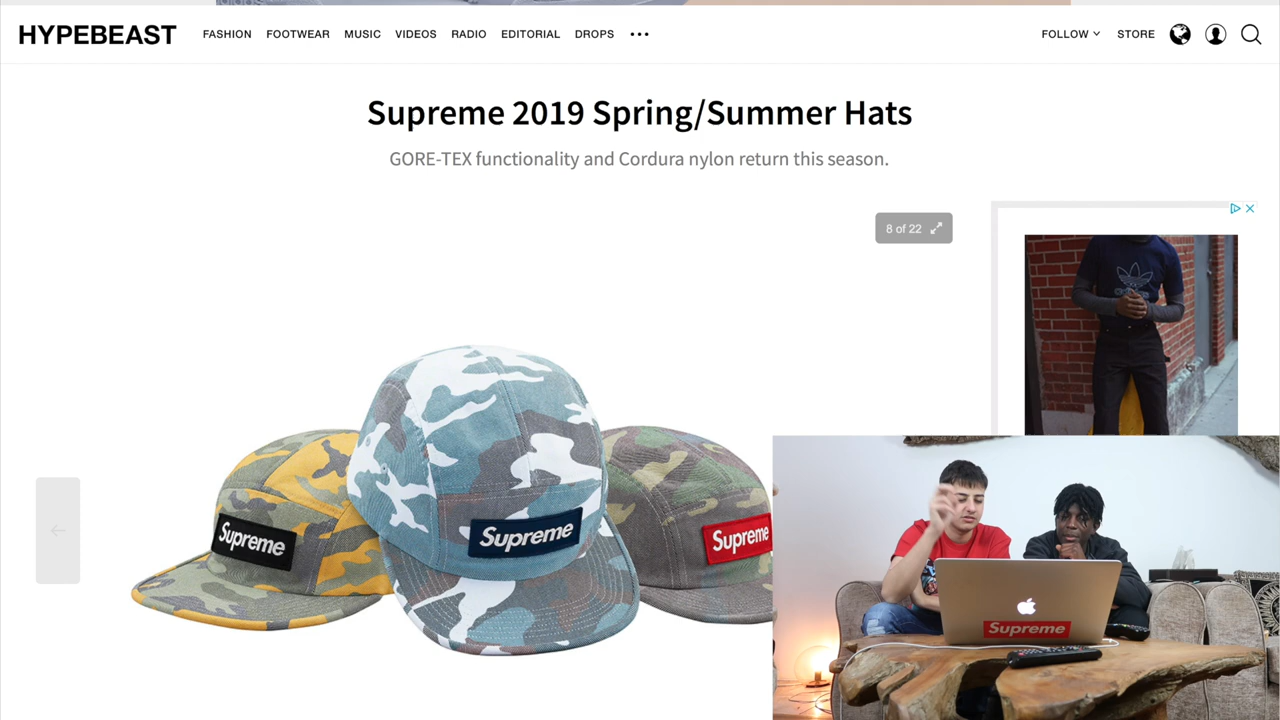 HYPEBEAST
FASHION FOOTWEAR MUSIC VIDEOS RADIO EDITORIAL DROPS •••
FOLLOW STORE
Supreme 2019 Spring/Summer Hats
GORE-TEX functionality and Cordura nylon return this season.
8 of 22
Supreme
Supreme
Supreme
Supreme